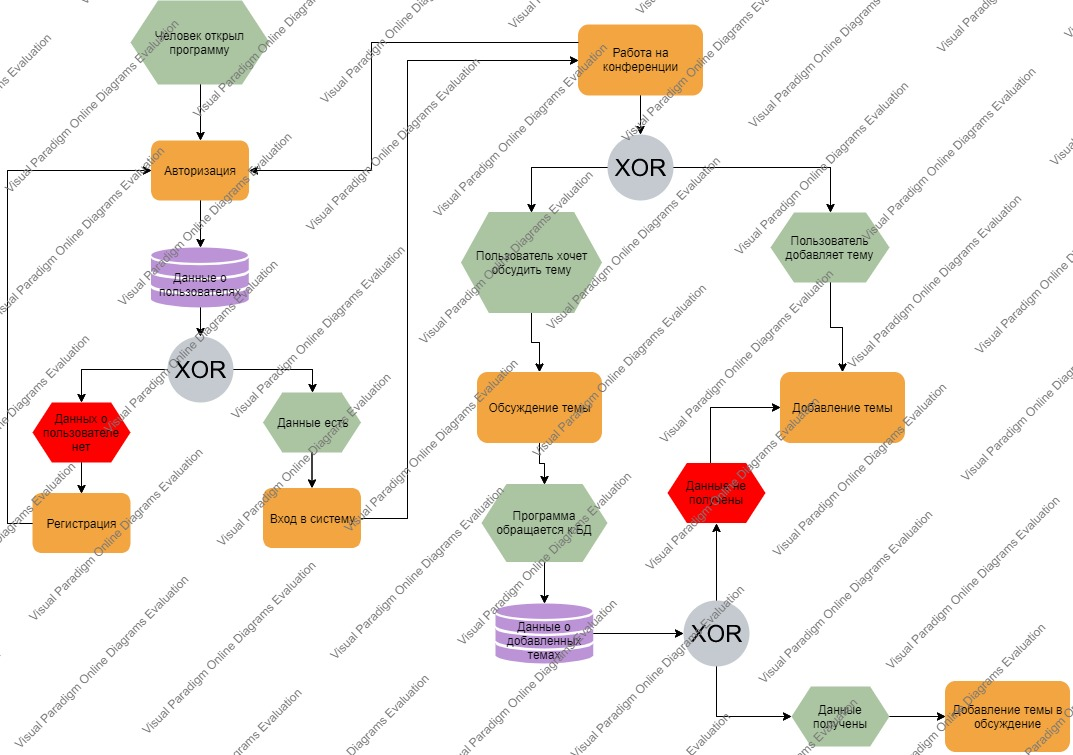 Человек открыл
программу
Авторизация
Данные о
пользователях
XOR
Данных о
пользователе
нет
Данные есть
Регистрация
Вход в систему
Работа на
конференции
XOR
Пользователь хочет
обсудить тему
Пользователь
добавляет тему
Обсуждение темы
Добавление темы
Программа
обращается к БД
Данные не
получены
Данные о
добавленных
темах
XOR
Данные
получены
Добавление темы в
обсуждение
Visual Paradigm Online Diagrams Evaluation